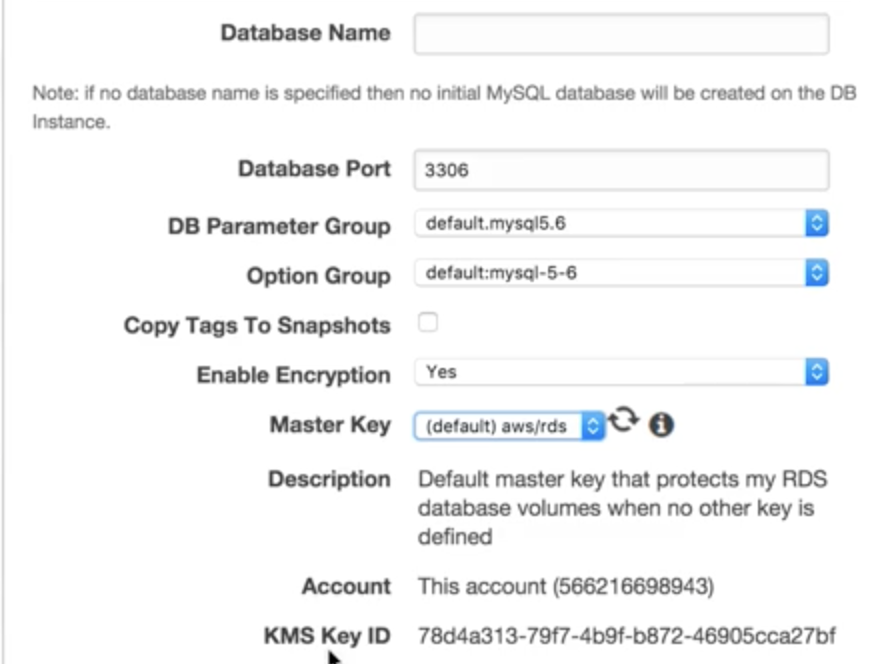 Database Name
Note: if no database name is specified then no initial MySQL database will be created on the DB
Instance.
Database Port 3306
DB Parameter Group default.mysql5.6
Option Group default:mysql-5-6
Copy Tags To Snapshots
Enable Encryption Yes
Master Key (default) aws/rds
Description Default master key that protects my RDS
database volumes when no other key is
defined
Account This account (566216698943)
KMS Key ID 78d4a313-79f7-4b9f-b872-46905cca27bf